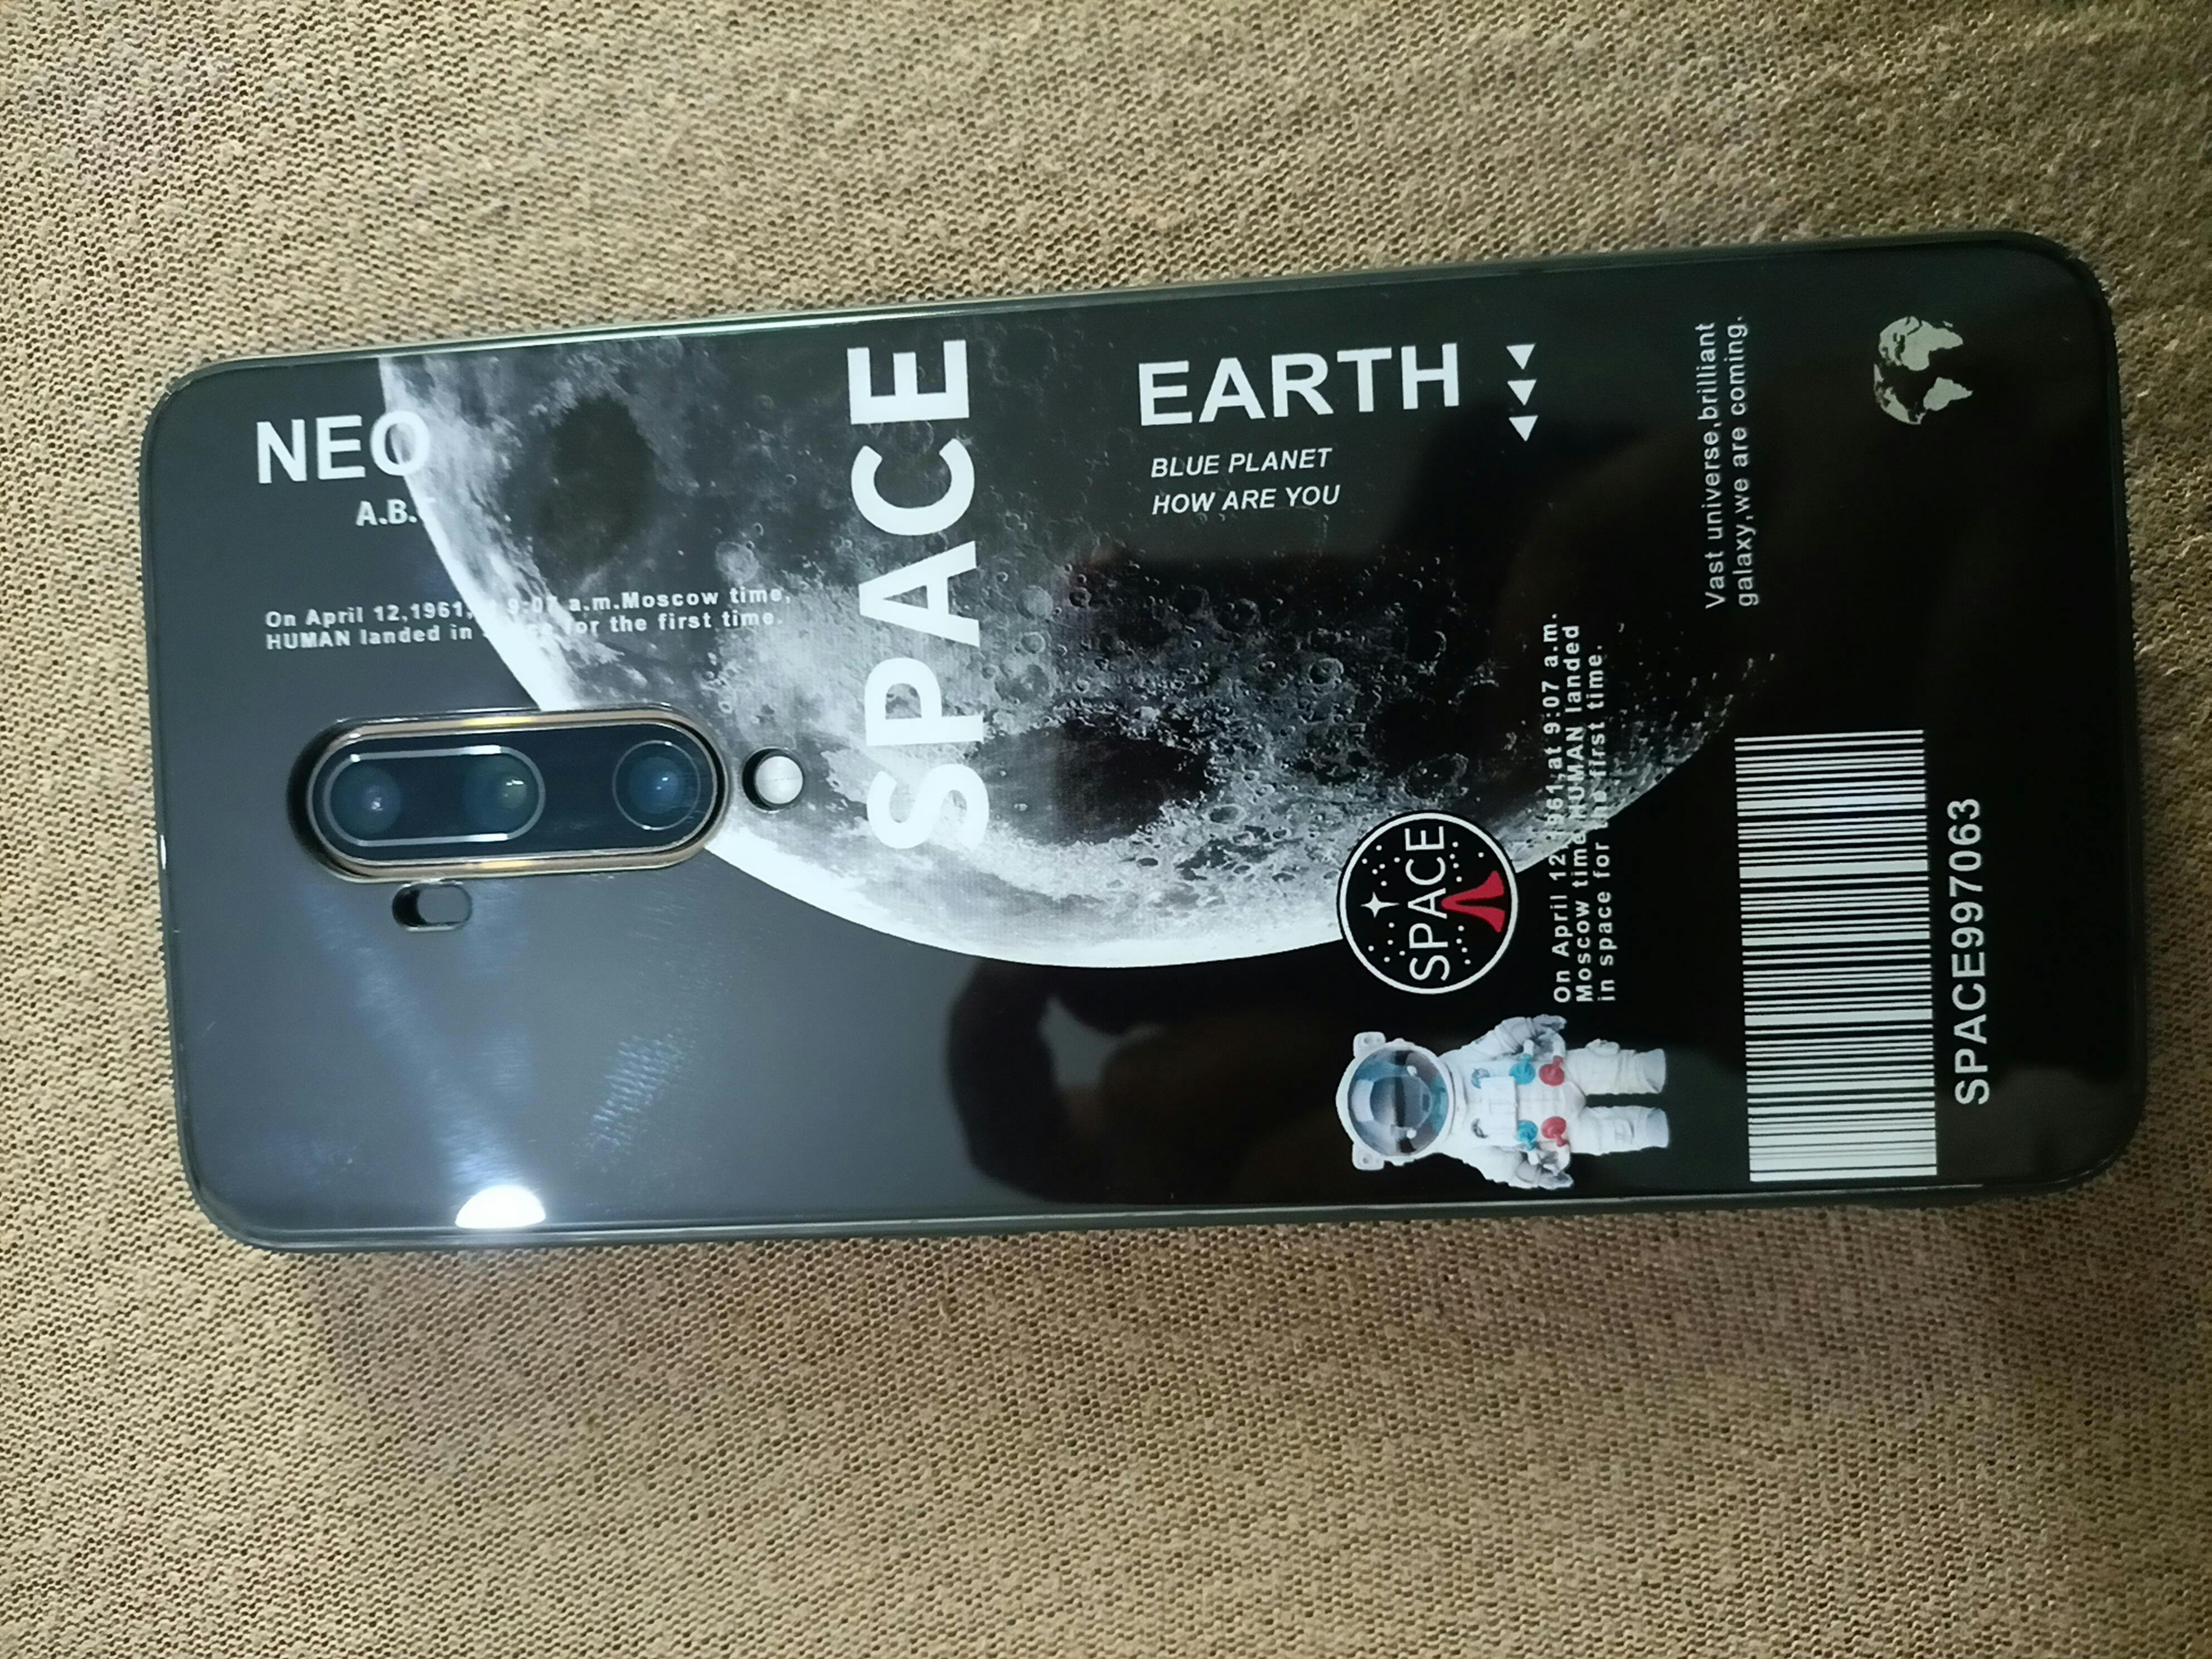 NEO
A.B.
On April 12,1961, 9:07 a.m.Moscow time,
HUMAN landed in for the first time.
SPACE
EARTH
BLUE PLANET
HOW ARE YOU
SPACE
On April 12 at 9:07 a.m.
Moscow time HUMAN landed
in space for the first time.
Vast universe,brilliant
galaxy,we are coming.
SPACE997063